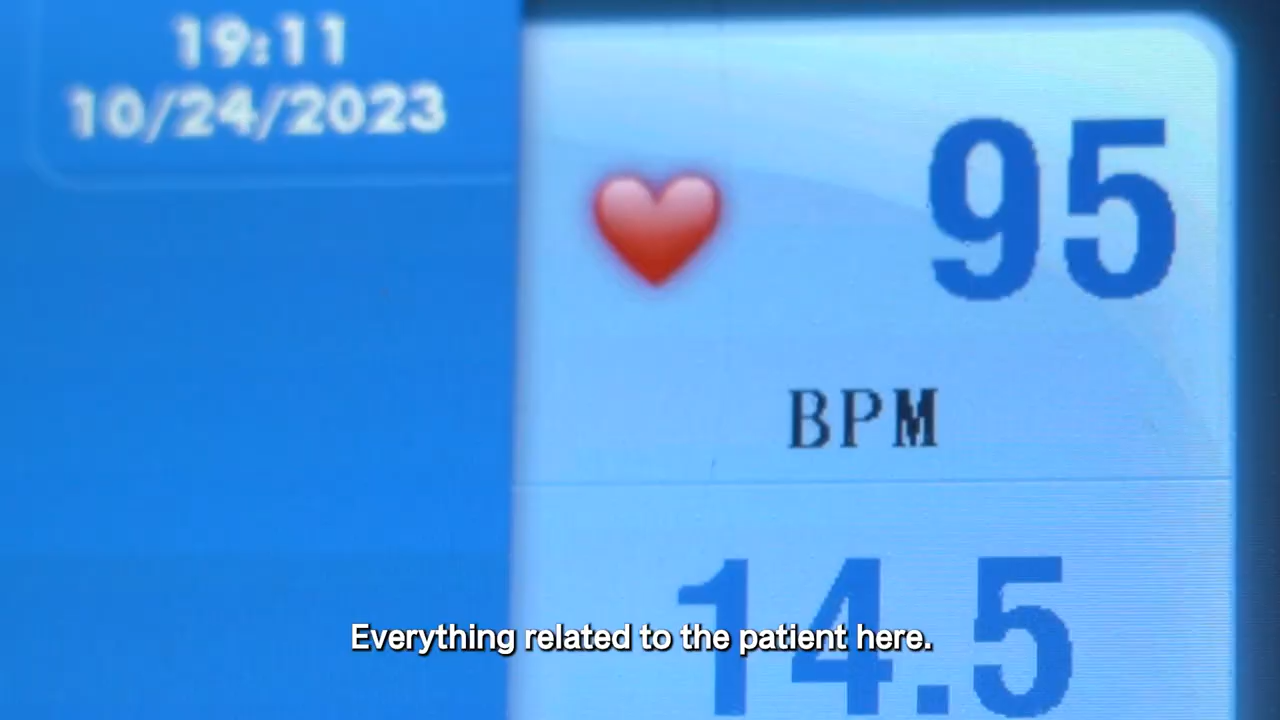 19:11
10/24/2023
95
BPM
14.5
Everything related to the patient here.